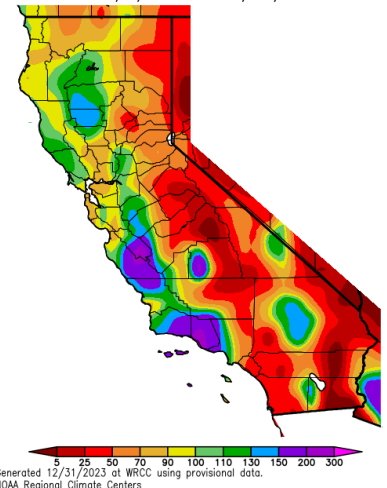 5 25 50 70 90 100 110 130 150 200 300
Generated 12/31/2023 at WRCC using provisional data.
NOAA Regional Climate Centers